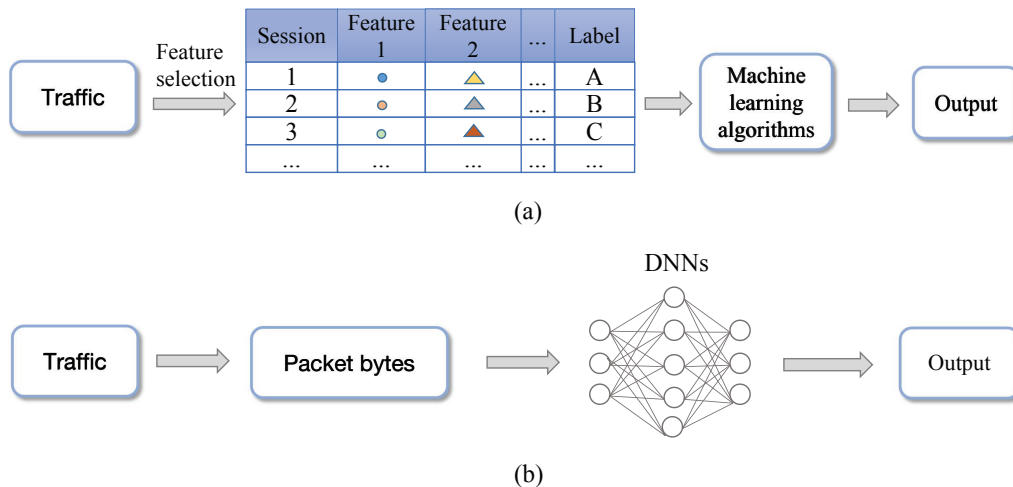 Traffic
Feature
selection
Session Feature 1 Feature 2 ... Label
1 ... A
2 ... B
3 ... C
... ... ... ... ...
Machine
learning
algorithms
Output
(a)
DNNs
Traffic
Packet bytes
Output
(b)